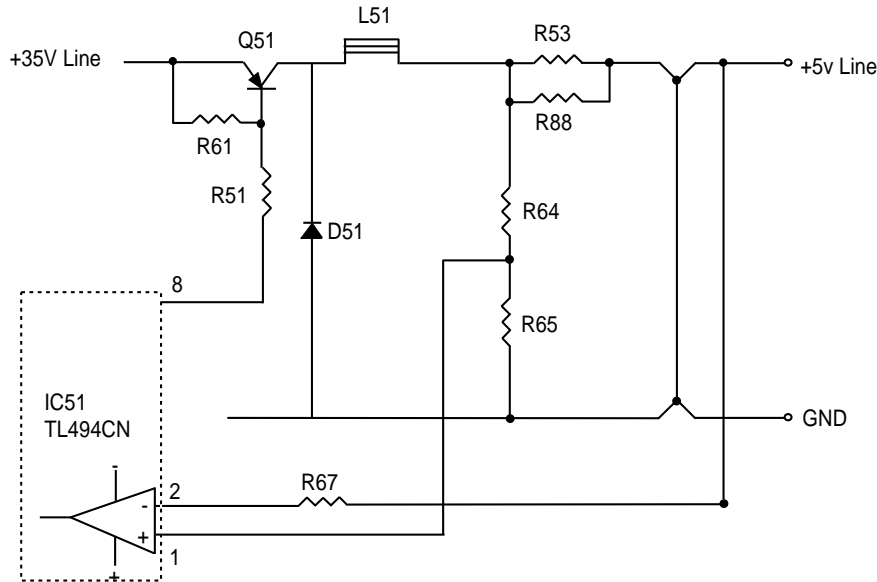 L51
Q51
R53
+35V Line
+5v Line
R88
R61
R51
R64
D51
8
R65
IC51
TL494CN
GND
R67
-
2
-
+
1
+